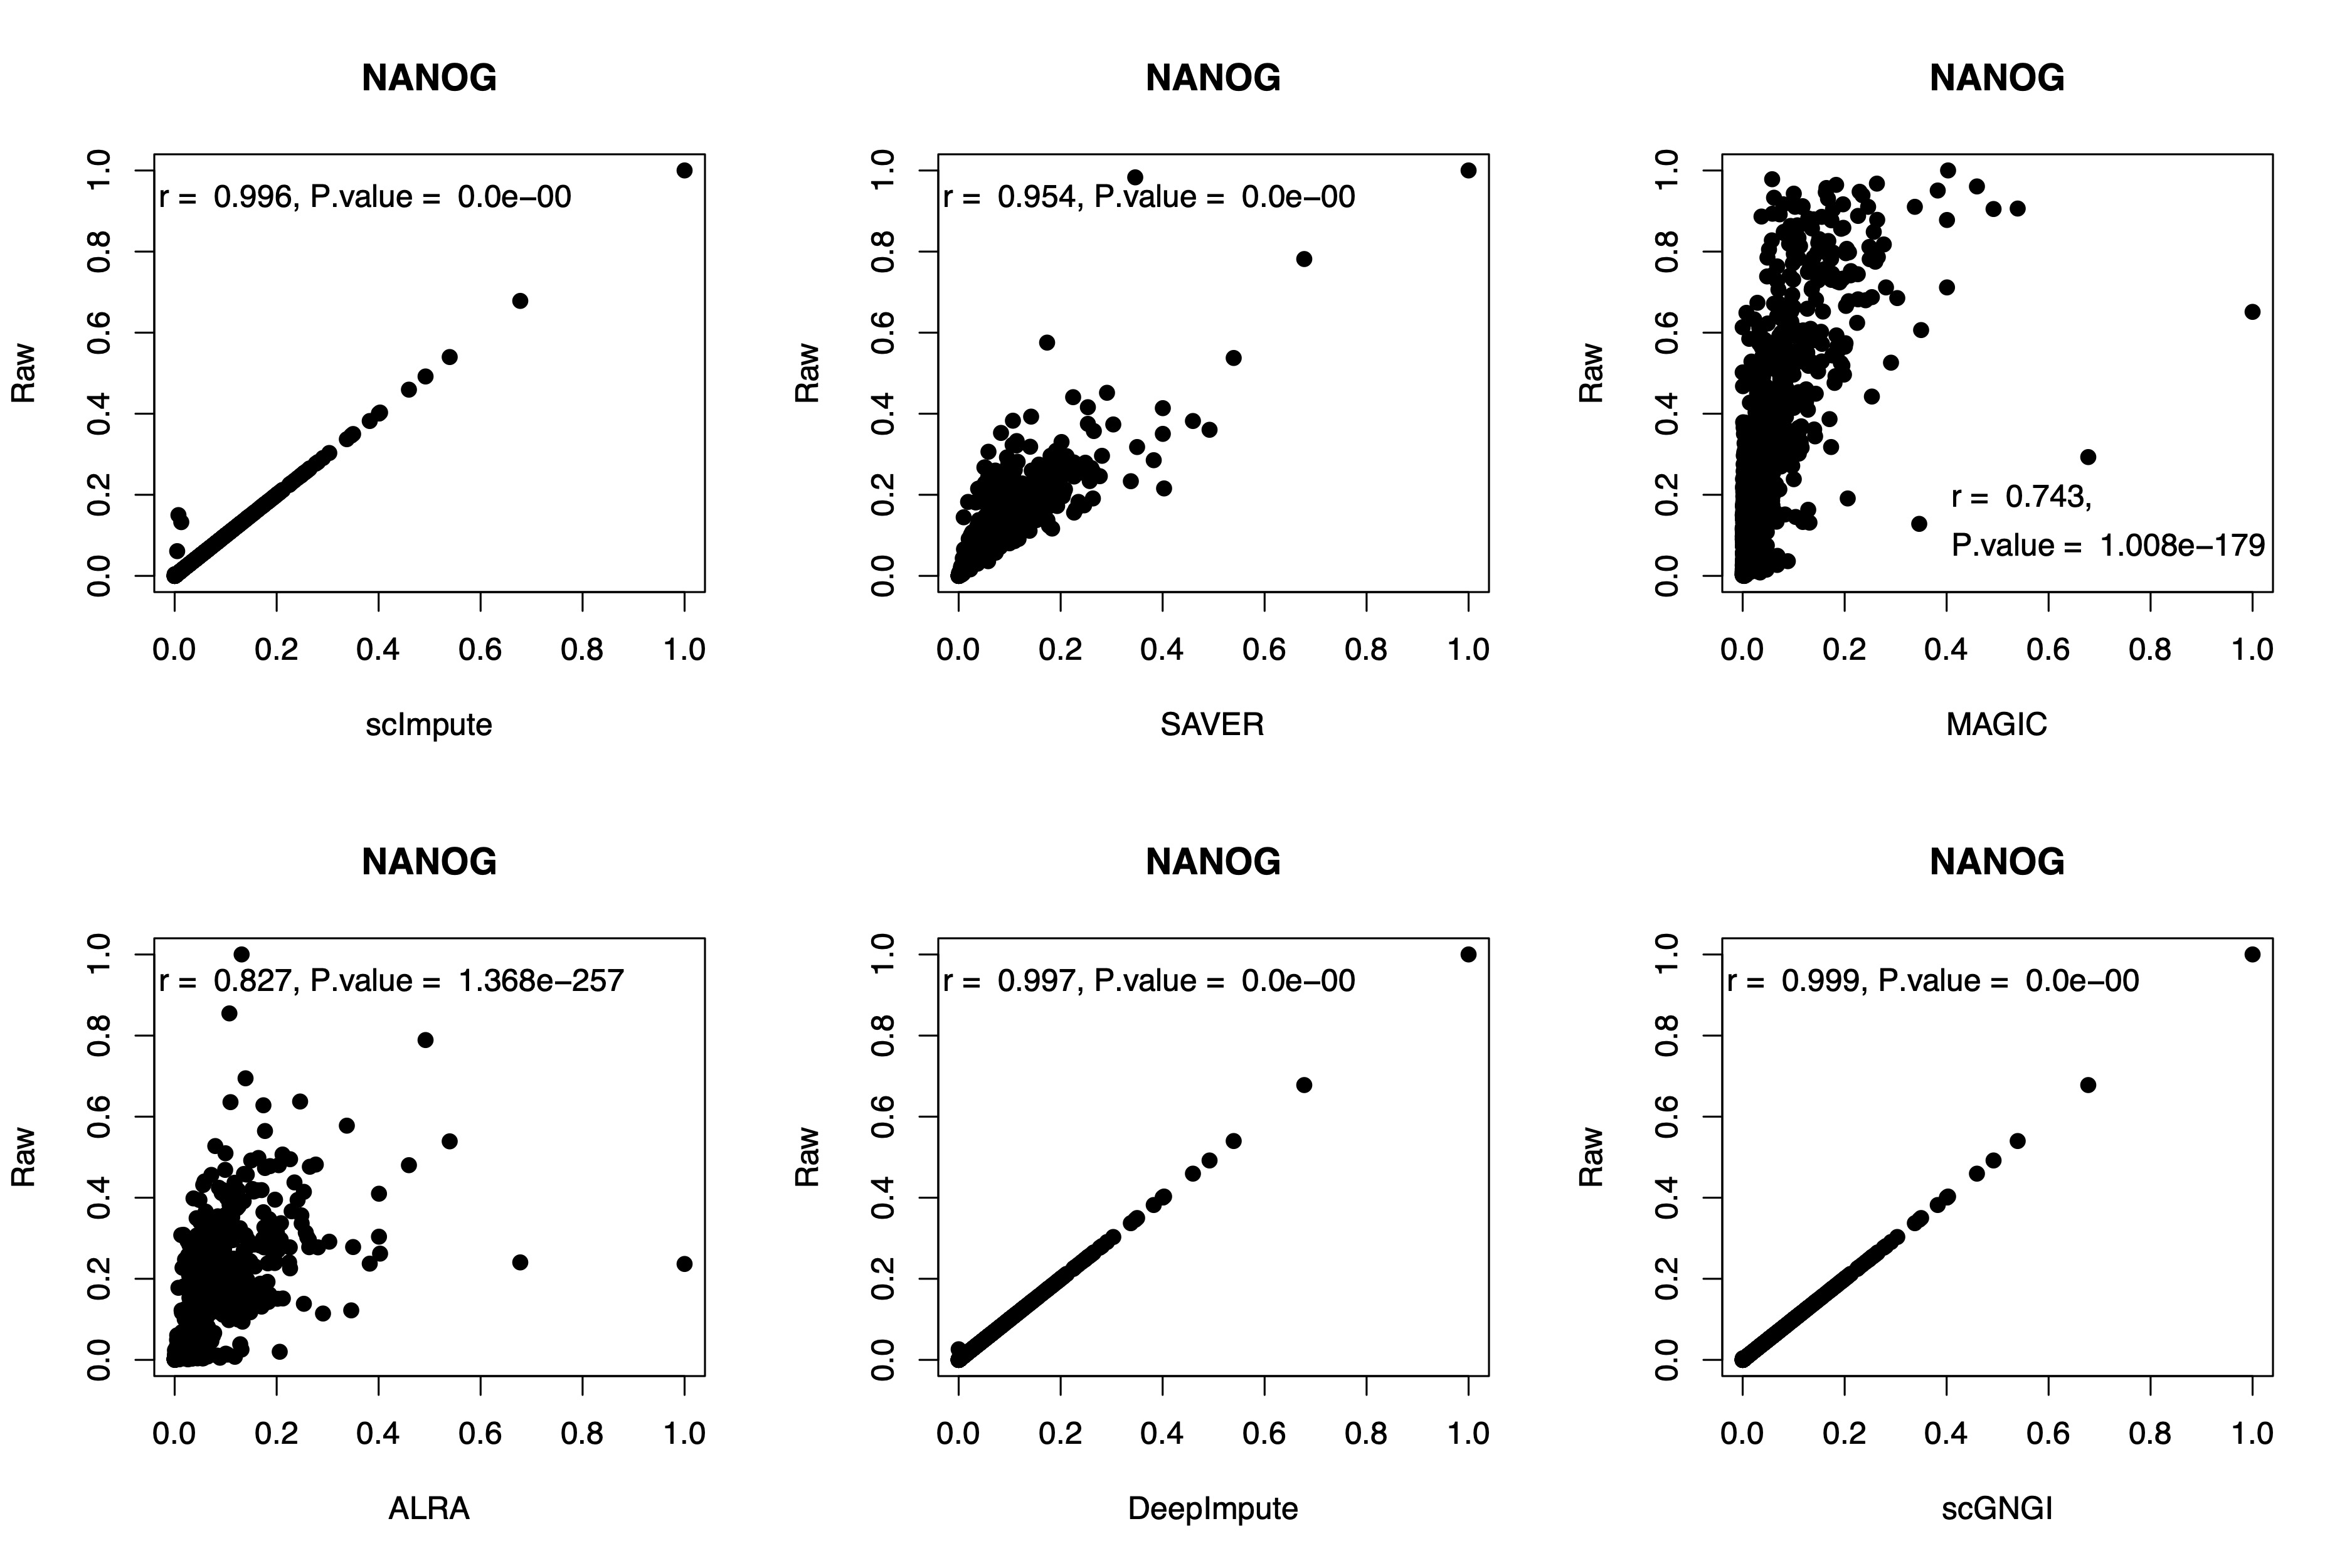 NANOG
r = 0.996, P.value = 0.0e−00
Raw
0.0 0.2 0.4 0.6 0.8 1.0
0.0 0.2 0.4 0.6 0.8 1.0
scImpute
NANOG
r = 0.954, P.value = 0.0e−00
Raw
0.0 0.2 0.4 0.6 0.8 1.0
0.0 0.2 0.4 0.6 0.8 1.0
SAVER
NANOG
Raw
0.0 0.2 0.4 0.6 0.8 1.0
r = 0.743,
P.value = 1.008e−179
0.0 0.2 0.4 0.6 0.8 1.0
MAGIC
NANOG
r = 0.827, P.value = 1.368e−257
Raw
0.0 0.2 0.4 0.6 0.8 1.0
0.0 0.2 0.4 0.6 0.8 1.0
ALRA
NANOG
r = 0.997, P.value = 0.0e−00
Raw
0.0 0.2 0.4 0.6 0.8 1.0
0.0 0.2 0.4 0.6 0.8 1.0
DeepImpute
NANOG
r = 0.999, P.value = 0.0e−00
Raw
0.0 0.2 0.4 0.6 0.8 1.0
0.0 0.2 0.4 0.6 0.8 1.0
scGNGI